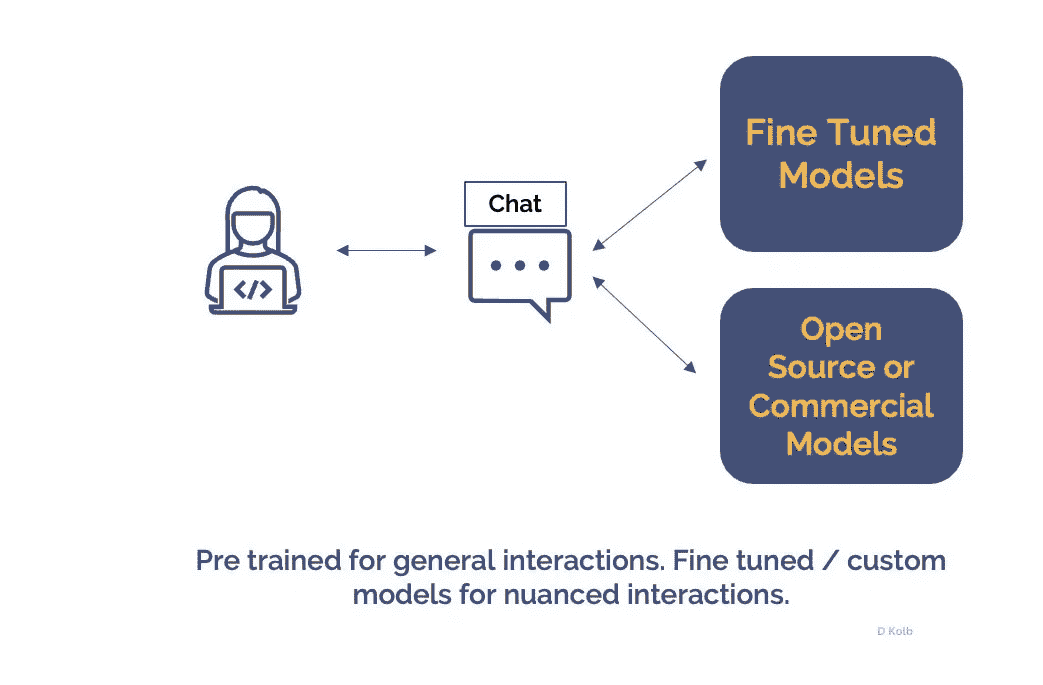 Fine Tuned
Models
Chat
</>
Open
Source or
Commercial
Models
Pre trained for general interactions. Fine tuned / custom
models for nuanced interactions.
D Kolb